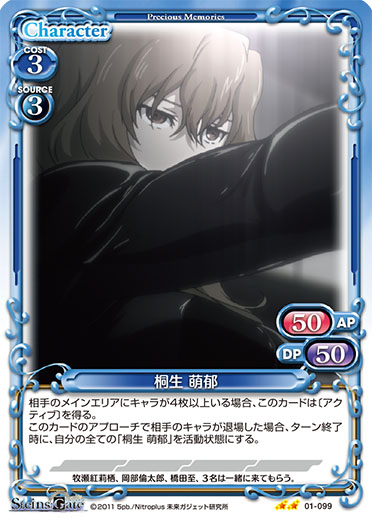 Precious Memories
Character
COST
3
SOURCE
3
50 AP
DP 50
桐生 萌郁
相手のメインエリアにキャラが4枚以上いる場合、このカードは〔アク
ティブ〕を得る。
このカードのアプローチで相手のキャラが退場した場合、ターン終了
時に、自分の全ての「桐生 萌郁」を活動状態にする。
牧瀬紅莉栖、岡部倫太郎、橋田至、3名は一緒に来てもらう。
Steins;Gate
©2011 5pb./Nitroplus 未来ガジェット研究所
01-099